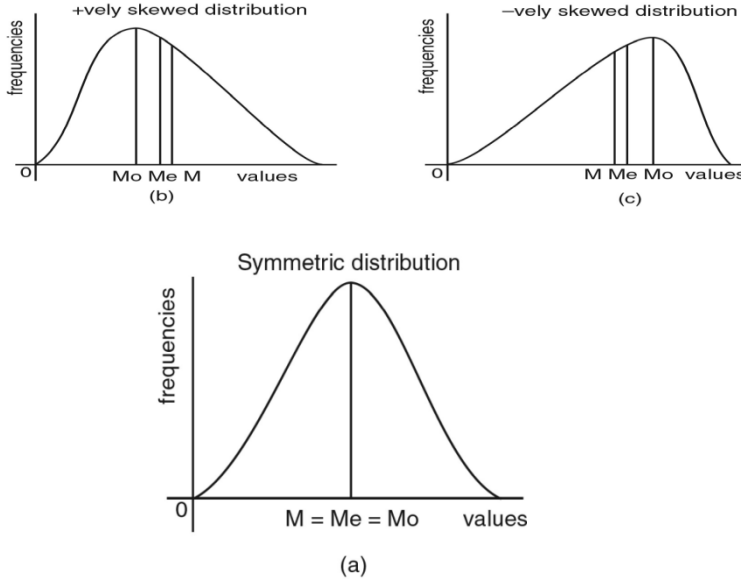 +vely skewed distribution
frequencies
0
Mo Me M values
(b)
–vely skewed distribution
frequencies
0
M Me Mo values
(c)
Symmetric distribution
frequencies
0
M = Me = Mo values
(a)